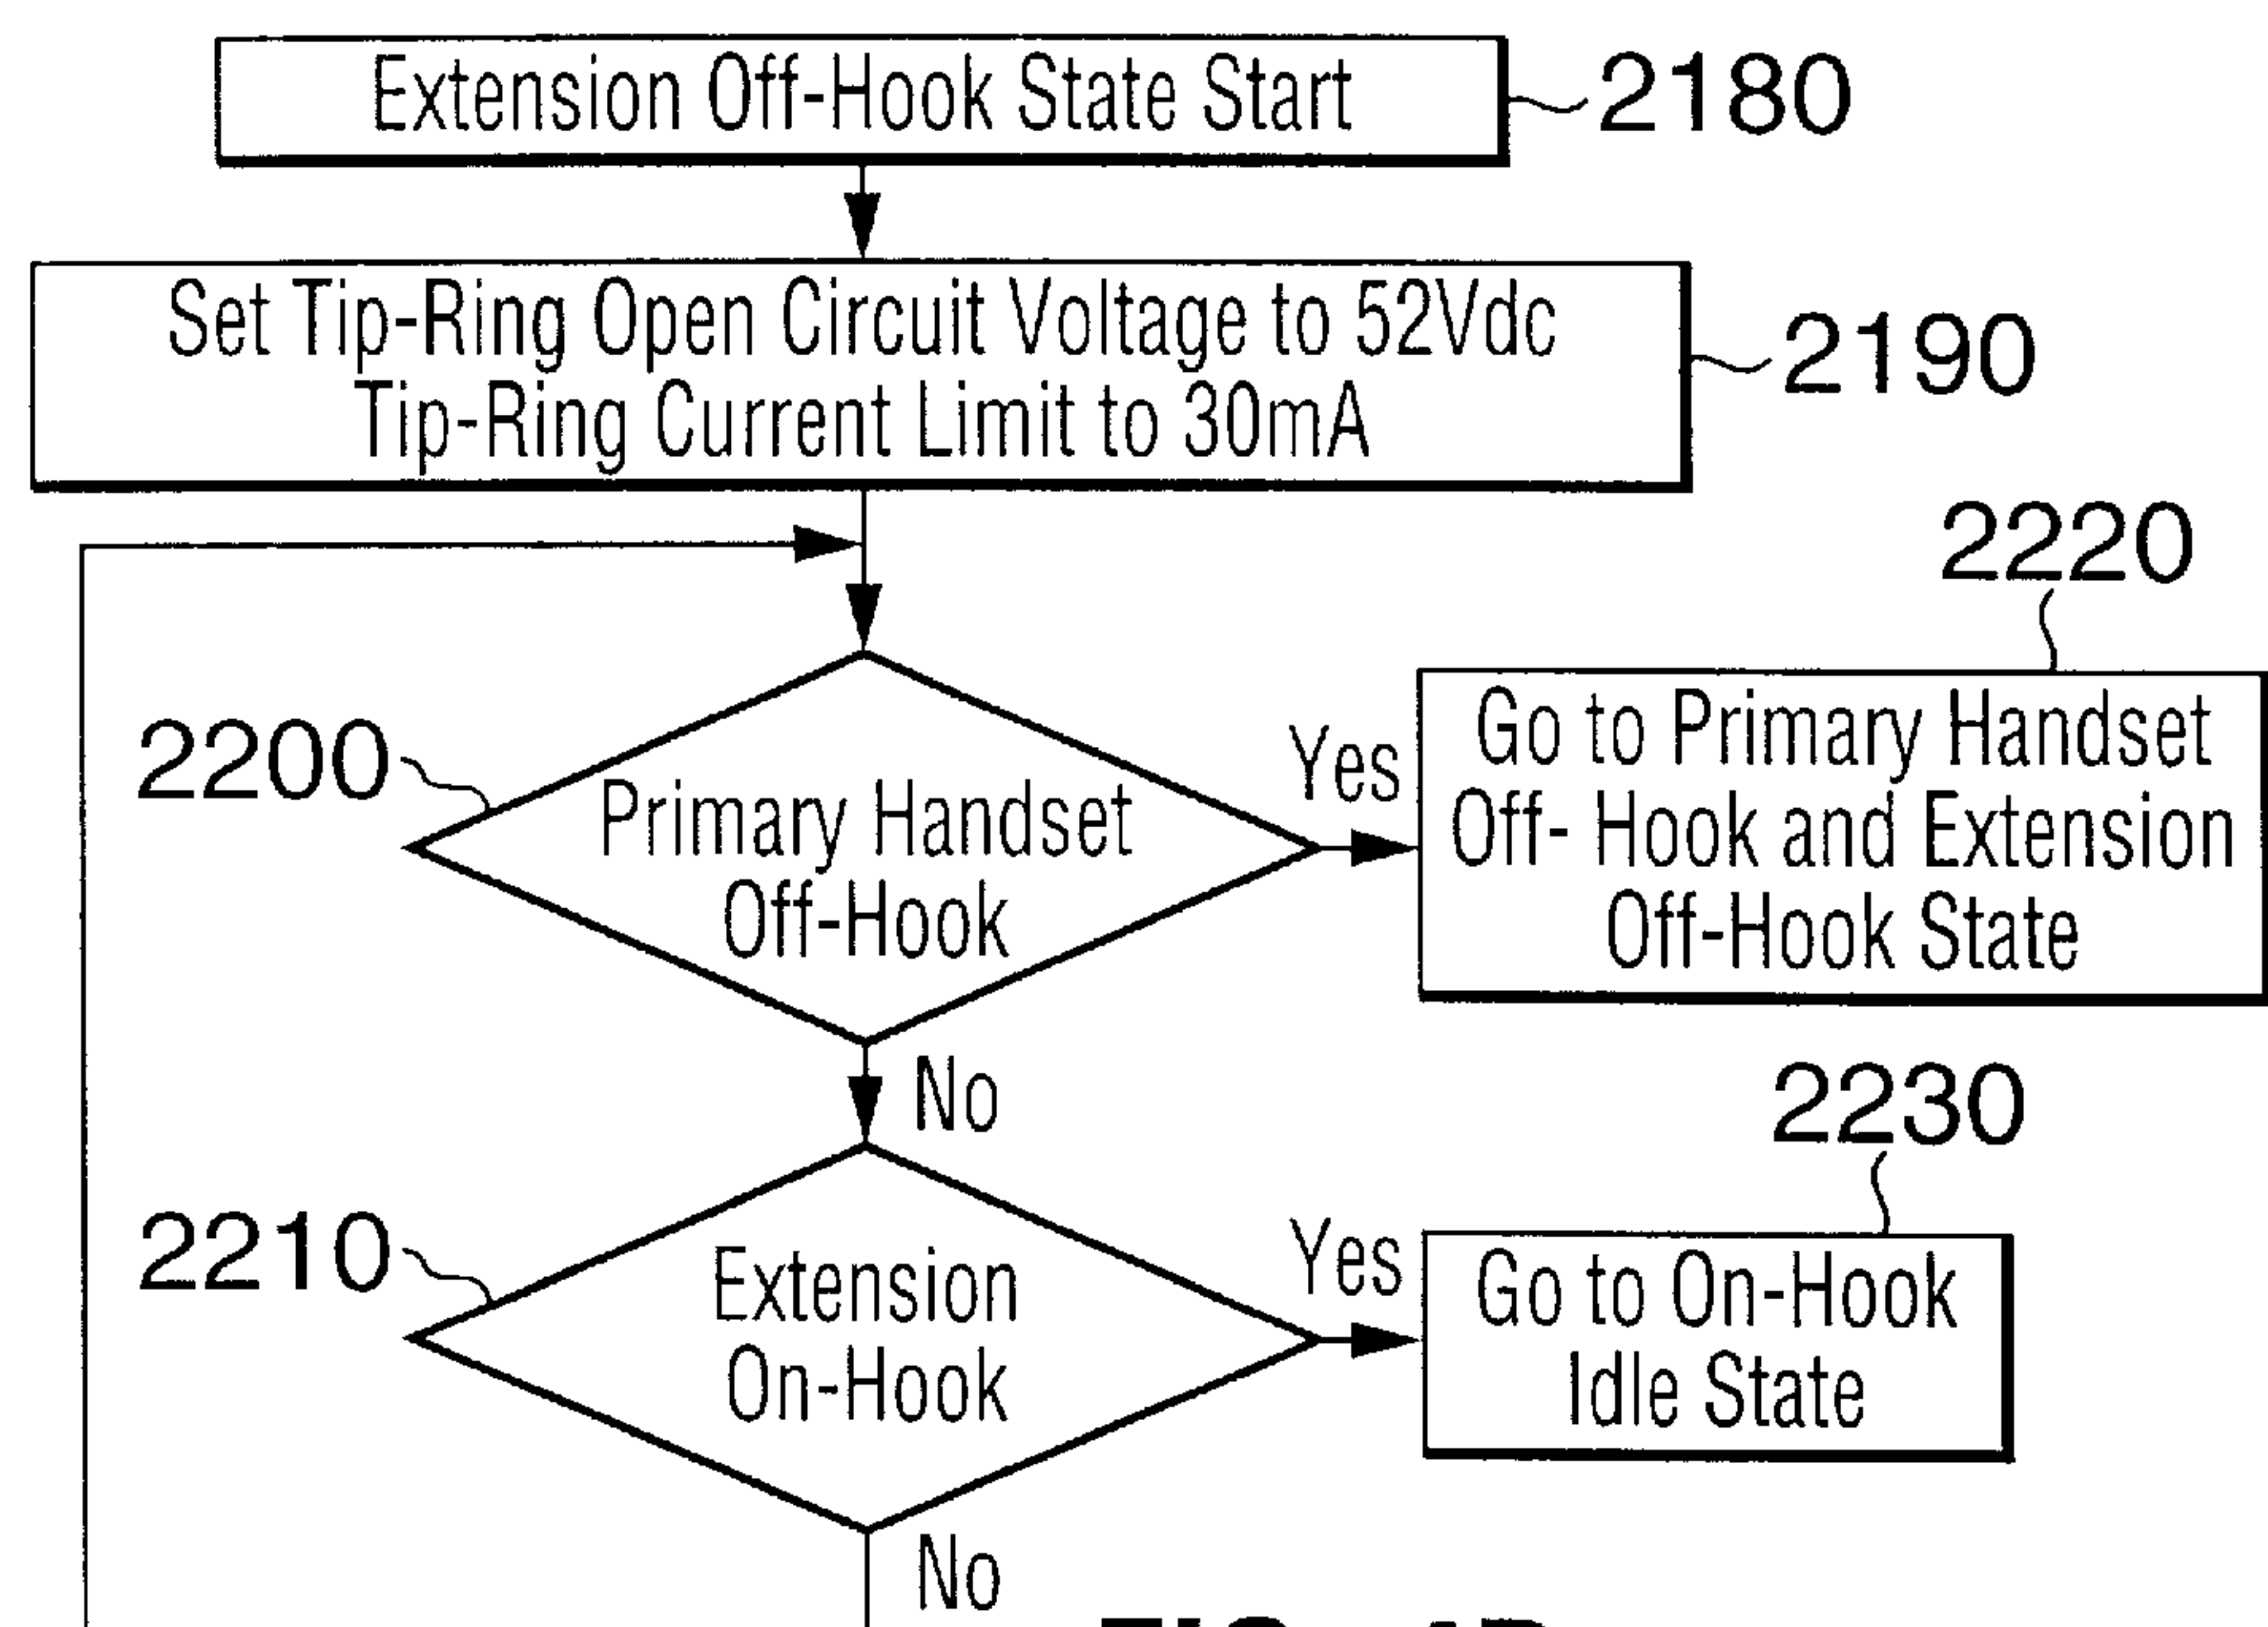 Extension Off-Hook State Start
2180
Set Tip-Ring Open Circuit Voltage to 52Vdc
Tip-Ring Current Limit to 30mA
2190
2220
2200
Primary Handset
Off-Hook
Yes
Go to Primary Handset
Off- Hook and Extension
Off-Hook State
No
2230
2210
Extension
On-Hook
Yes
Go to On-Hook
Idle State
No